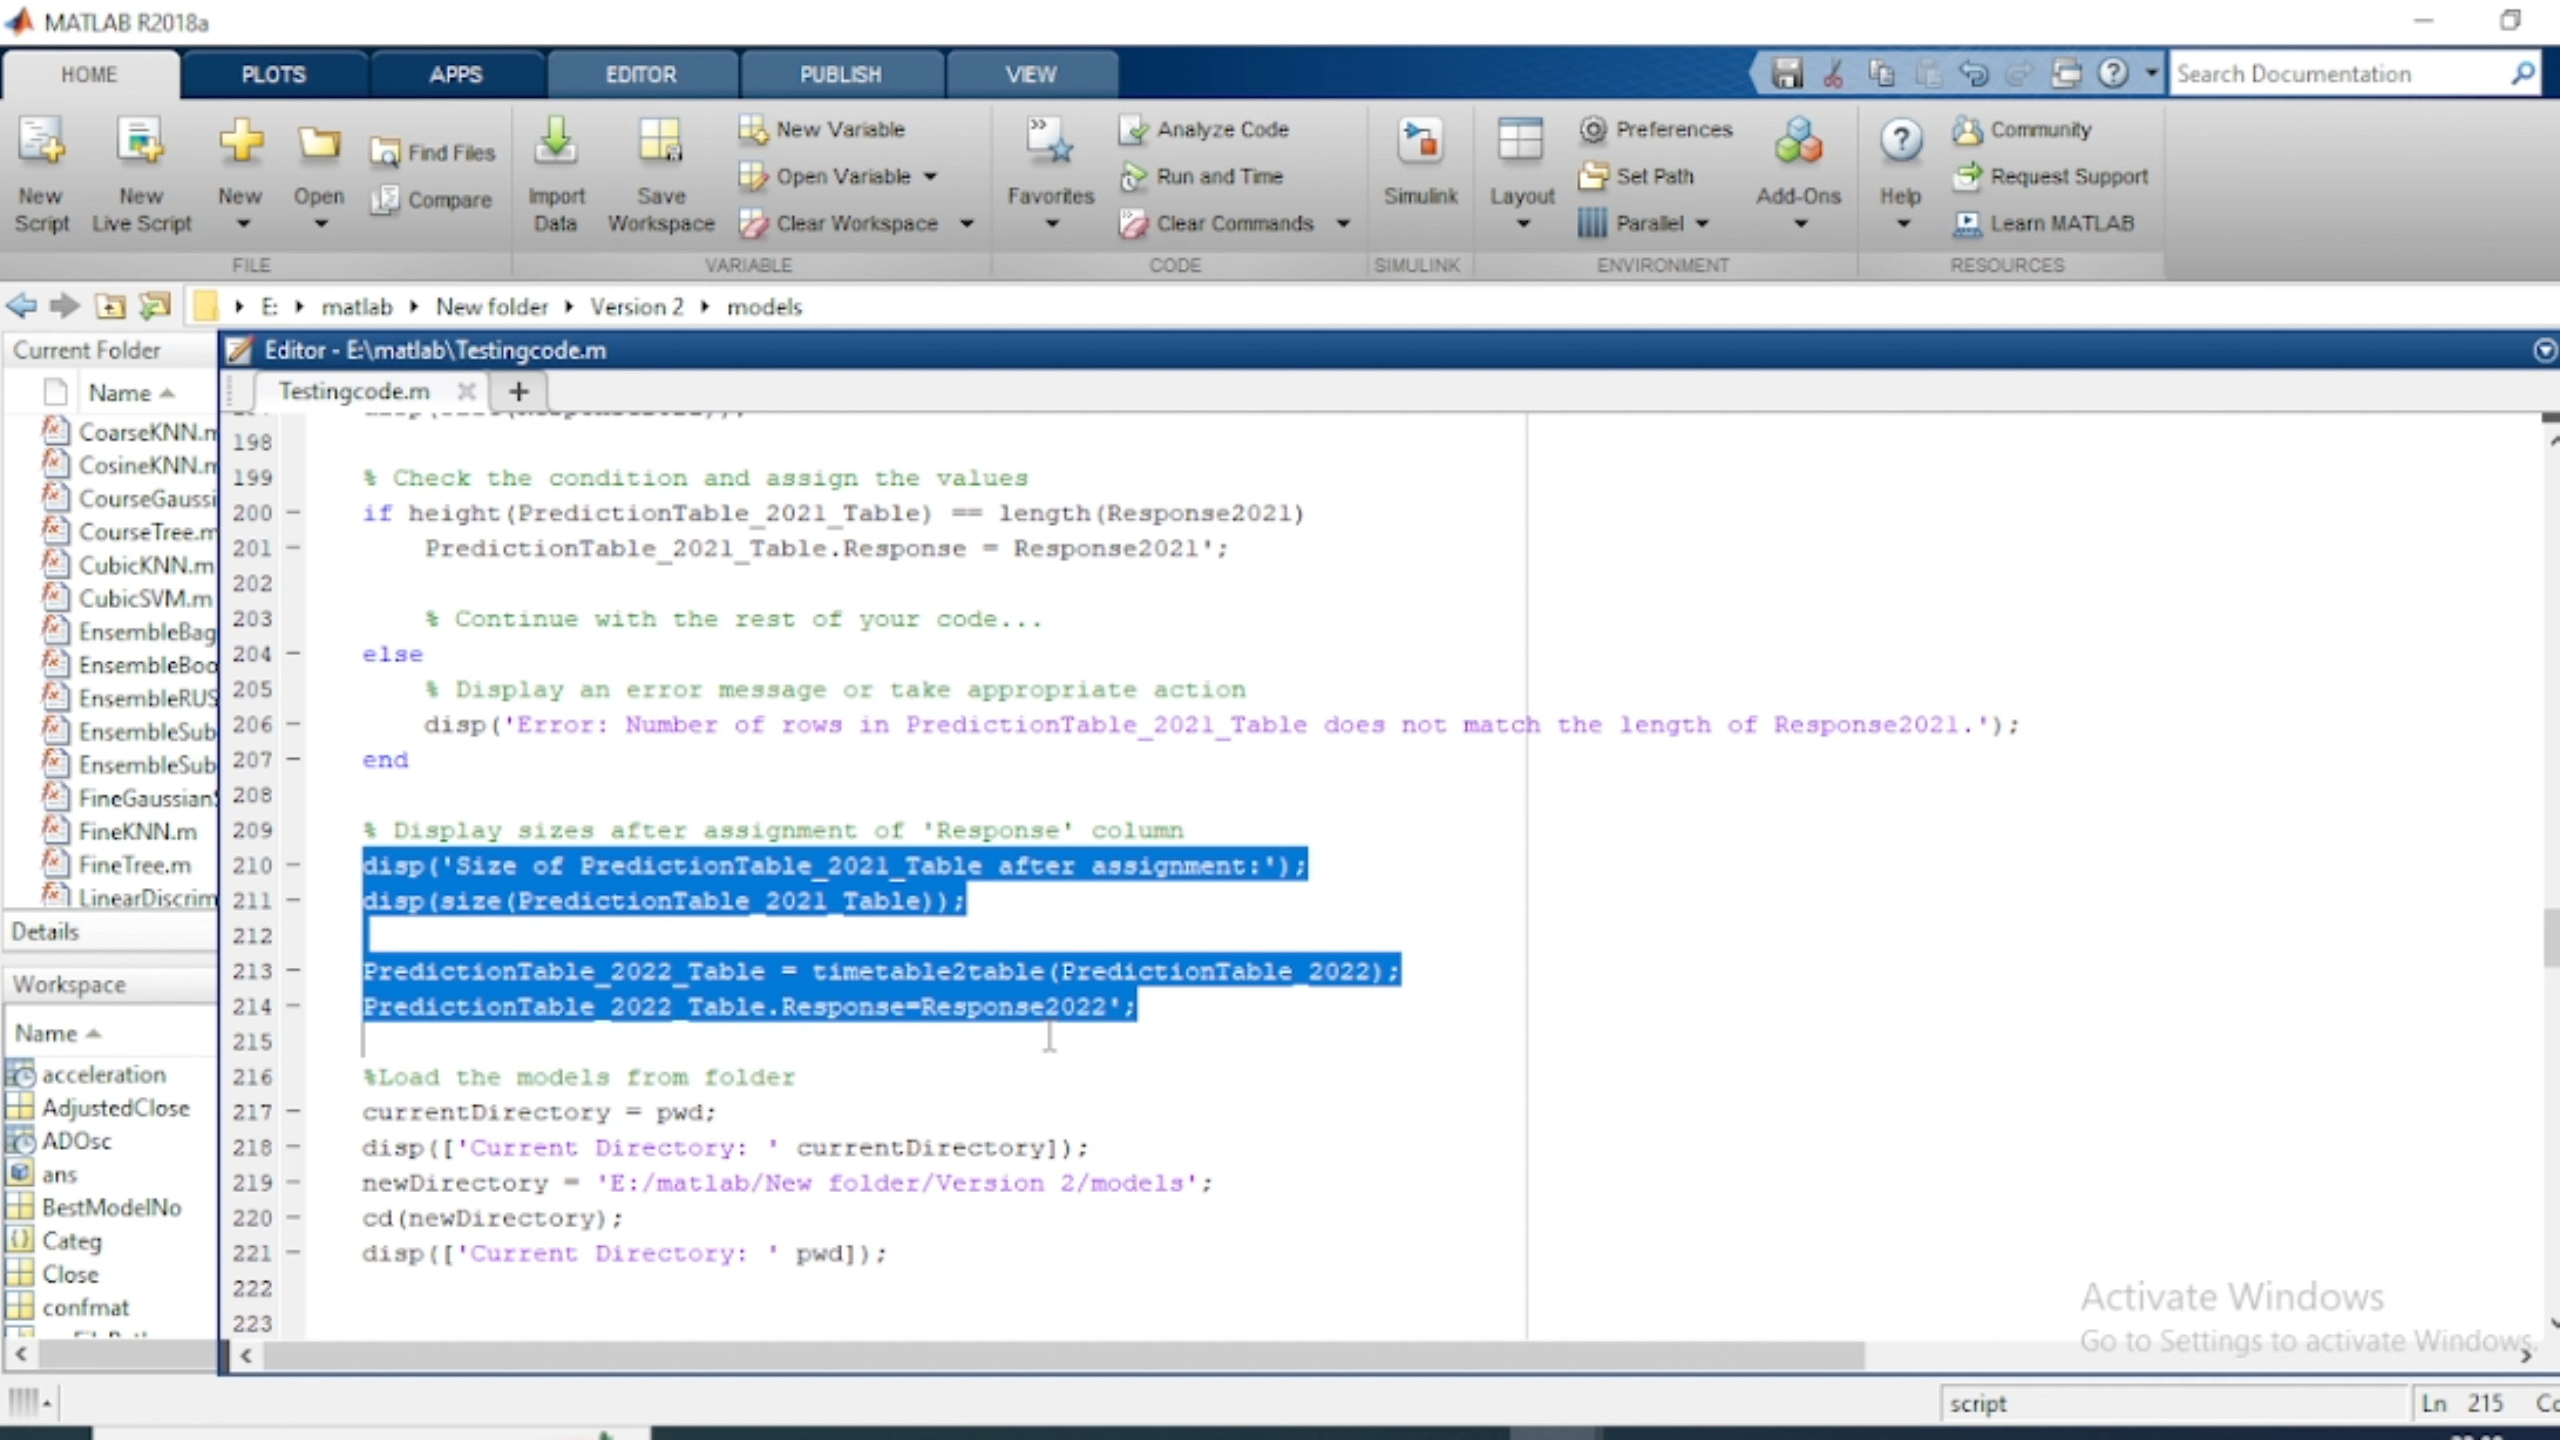 MATLAB R2018a
HOME PLOTS APPS EDITOR PUBLISH VIEW Search Documentation
New Script
New Live Script
New
Open
Find Files
Compare
Import Data
Save Workspace
New Variable
Open Variable
Clear Workspace
Favorites
Analyze Code
Run and Time
Clear Commands
Simulink
Layout
Preferences
Set Path
Parallel
Add-Ons
Help
Community
Request Support
Learn MATLAB
FILE VARIABLE CODE SIMULINK ENVIRONMENT RESOURCES
E: matlab New folder Version 2 models
Current Folder
Name
CoarseKNN.m
CosineKNN.m
CourseGaussi
CourseTree.m
CubicKNN.m
CubicSVM.m
EnsembleBag
EnsembleBoo
EnsembleRUS
EnsembleSub
EnsembleSub
FineGaussianS
FineKNN.m
FineTree.m
LinearDiscrim
Details
Workspace
Name
acceleration
AdjustedClose
ADOsc
ans
BestModelNo
Categ
Close
confmat
Editor - E:\matlab\Testingcode.m
Testingcode.m
198
199 % Check the condition and assign the values
200 if height(PredictionTable_2021_Table) == length(Response2021)
201 PredictionTable_2021_Table.Response = Response2021';
202
203 % Continue with the rest of your code...
204 else
205 % Display an error message or take appropriate action
206 disp('Error: Number of rows in PredictionTable_2021_Table does not match the length of Response2021.');
207 end
208
209 % Display sizes after assignment of 'Response' column
210 disp('Size of PredictionTable_2021_Table after assignment:');
211 disp(size(PredictionTable_2021_Table));
212
213 PredictionTable_2022_Table = timetable2table(PredictionTable_2022);
214 PredictionTable_2022_Table.Response=Response2022';
215
216 %Load the models from folder
217 currentDirectory = pwd;
218 disp(['Current Directory: ' currentDirectory]);
219 newDirectory = 'E:/matlab/New folder/Version 2/models';
220 cd(newDirectory);
221 disp(['Current Directory: ' pwd]);
222
223
Activate Windows
Go to Settings to activate Windows.
script
Ln 215 Co